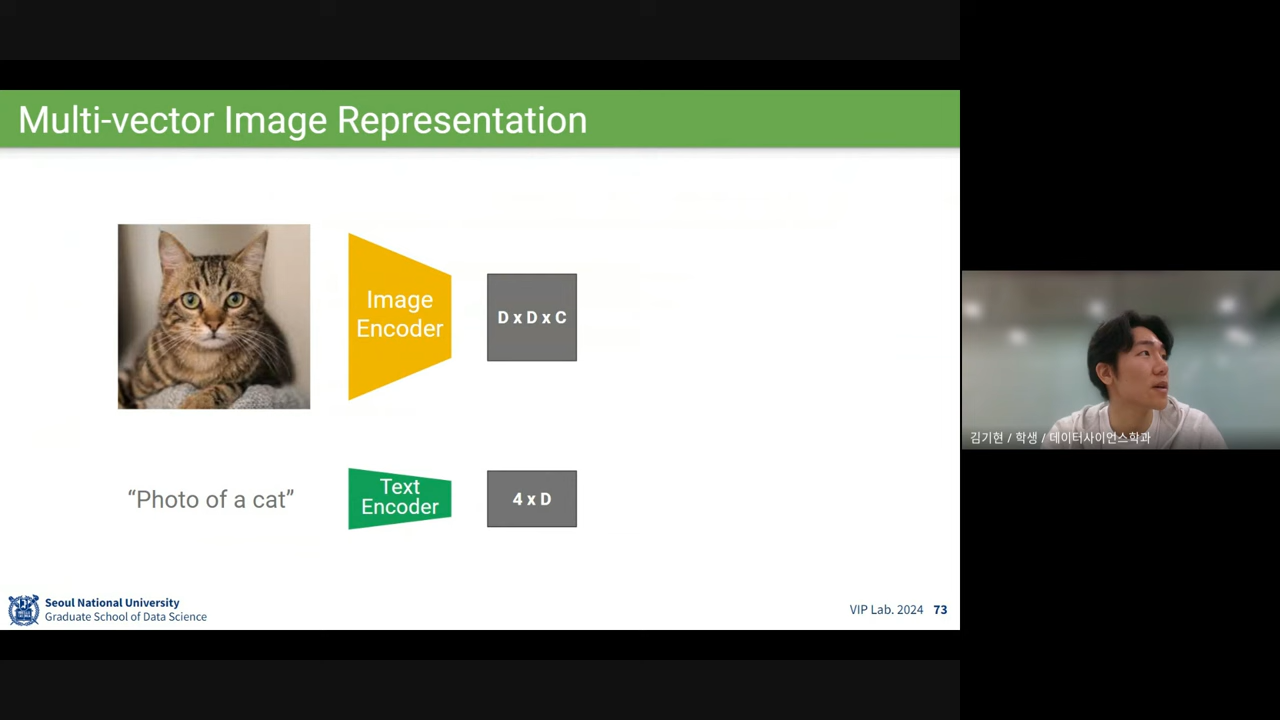 Multi-vector Image Representation
Image
Encoder
D x D x C
“Photo of a cat”
Text
Encoder
4 x D
Seoul National University
Graduate School of Data Science
VIP Lab. 2024 73
김기현 / 학생 / 데이터사이언스학과